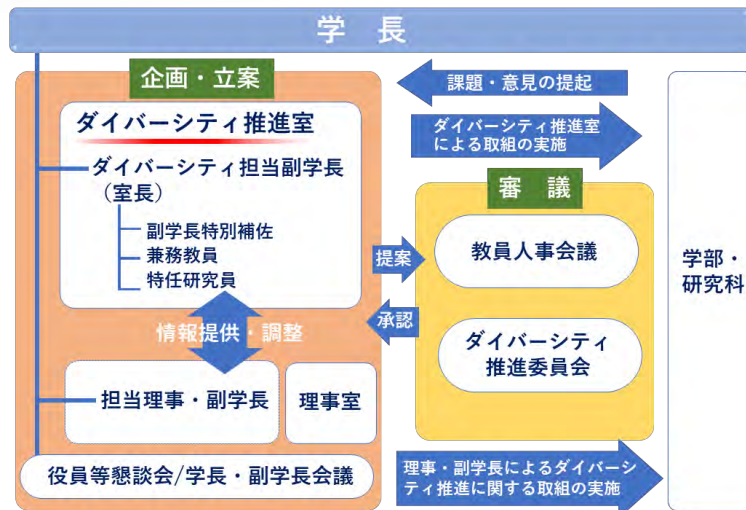 学　長
企画・立案
ダイバーシティ推進室
ダイバーシティ担当副学長
（室長）
副学長特別補佐
兼務教員
特任研究員
情報提供・調整
担当理事・副学長
理事室
役員等懇談会/学長・副学長会議
課題・意見の提起
ダイバーシティ推進室
による取組の実施
審　議
提案
承認
教員人事会議
ダイバーシティ
推進委員会
理事・副学長によるダイバーシ
ティ推進に関する取組の実施
学部・
研究科